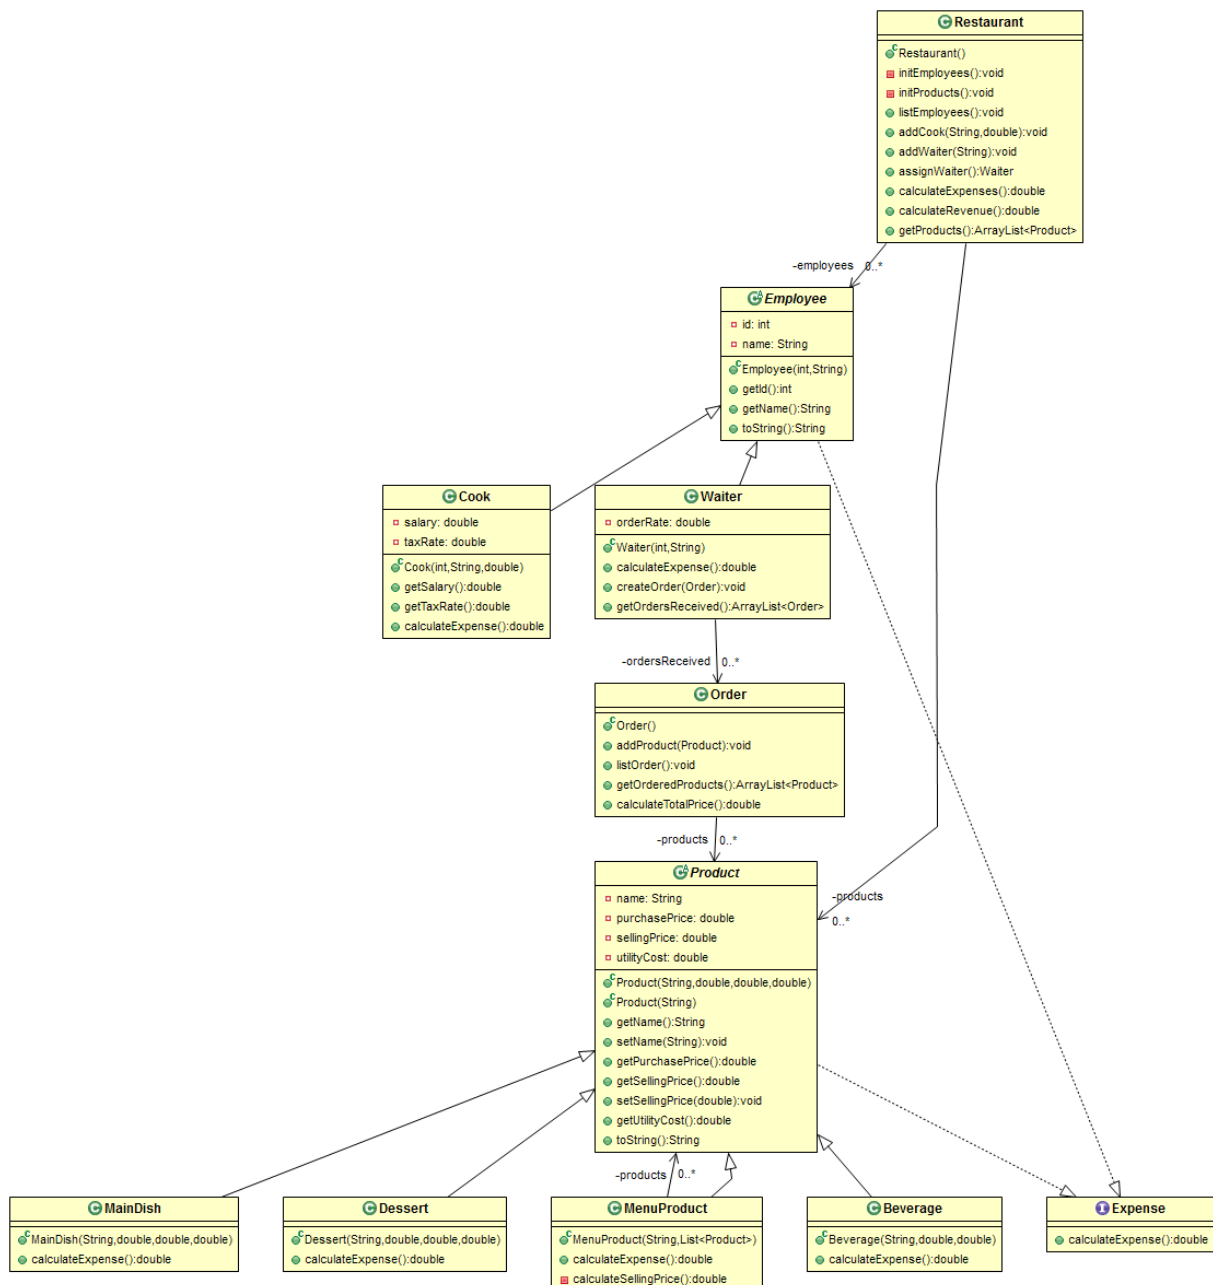 Restaurant
Restaurant()
initEmployees():void
initProducts():void
listEmployees():void
addCook(String,double):void
addWaiter(String):void
assignWaiter():Waiter
calculateExpenses():double
calculateRevenue():double
getProducts():ArrayList<Product>
-employees 0..*
Employee
id: int
name: String
Employee(int,String)
getId():int
getName():String
toString():String
Cook
salary: double
taxRate: double
Cook(int,String,double)
getSalary():double
getTaxRate():double
calculateExpense():double
Waiter
orderRate: double
Waiter(int,String)
calculateExpense():double
createOrder(Order):void
getOrdersReceived():ArrayList<Order>
-ordersReceived 0..*
Order
Order()
addProduct(Product):void
listOrder():void
getOrderedProducts():ArrayList<Product>
calculateTotalPrice():double
-products 0..*
Product
name: String
purchasePrice: double
sellingPrice: double
utilityCost: double
Product(String,double,double,double)
Product(String)
getName():String
setName(String):void
getPurchasePrice():double
getSellingPrice():double
setSellingPrice(double):void
getUtilityCost():double
toString():String
-products
0..*
-products 0..*
MainDish
MainDish(String,double,double,double)
calculateExpense():double
Dessert
Dessert(String,double,double,double)
calculateExpense():double
MenuProduct
MenuProduct(String,List<Product>)
calculateExpense():double
calculateSellingPrice():double
Beverage
Beverage(String,double,double)
calculateExpense():double
Expense
calculateExpense():double